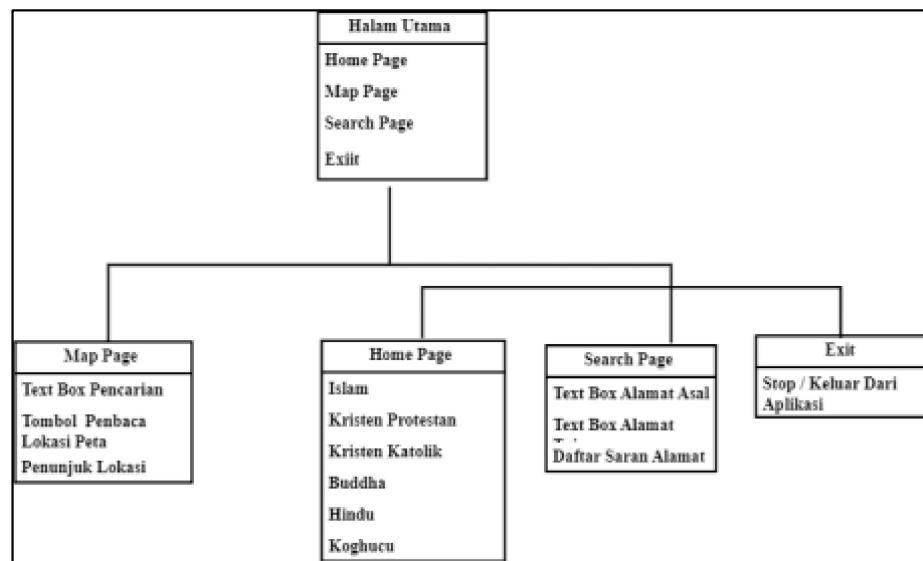 Halam Utama
Home Page
Map Page
Search Page
Exiit
Map Page
Text Box Pencarian
Tombol Penbaca
Lokasi Peta
Penunjuk Lokasi
Home Page
Islam
Kristen Protestan
Kristen Katolik
Buddha
Hindu
Koghucu
Search Page
Text Box Alamat Asal
Text Box Alamat
Daftar Saran Alamat
Exit
Stop / Keluar Dari
Aplikasi